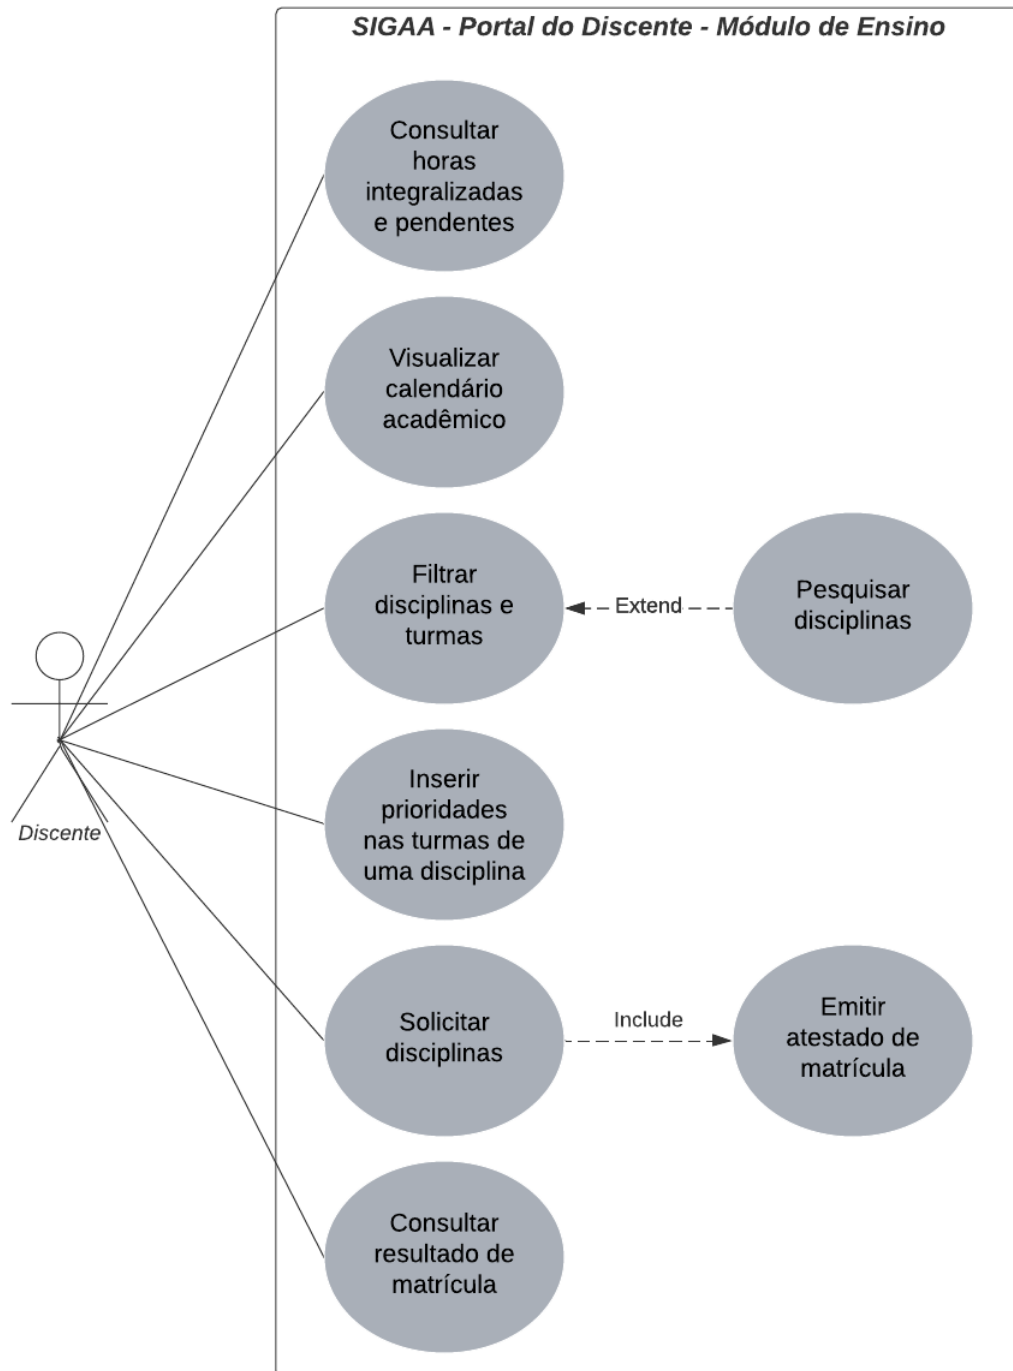 SIGAA - Portal do Discente - Módulo de Ensino
Consultar
horas
integralizadas
e pendentes
Visualizar
calendário
acadêmico
Filtrar
disciplinas e
turmas
Extend
Pesquisar
disciplinas
Discente
Inserir
prioridades
nas turmas de
uma disciplina
Solicitar
disciplinas
Include
Emitir
atestado de
matrícula
Consultar
resultado de
matrícula